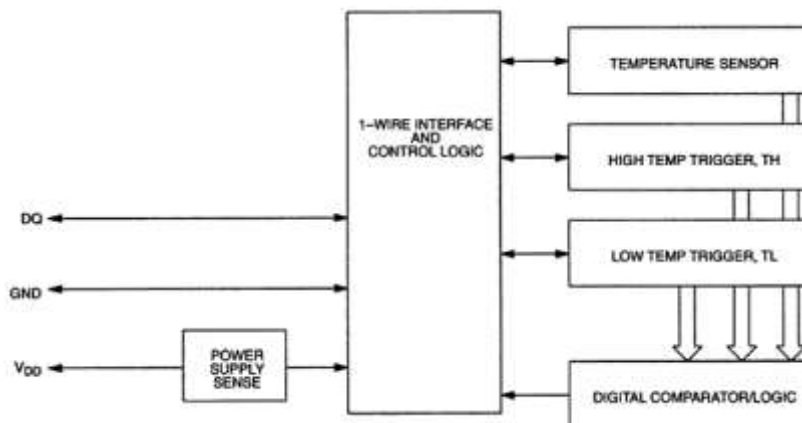 TEMPERATURE SENSOR
1-WIRE INTERFACE
AND
CONTROL LOGIC
HIGH TEMP TRIGGER, TH
DQ
LOW TEMP TRIGGER, TL
GND
POWER
SUPPLY
SENSE
VDD
DIGITAL COMPARATOR/LOGIC